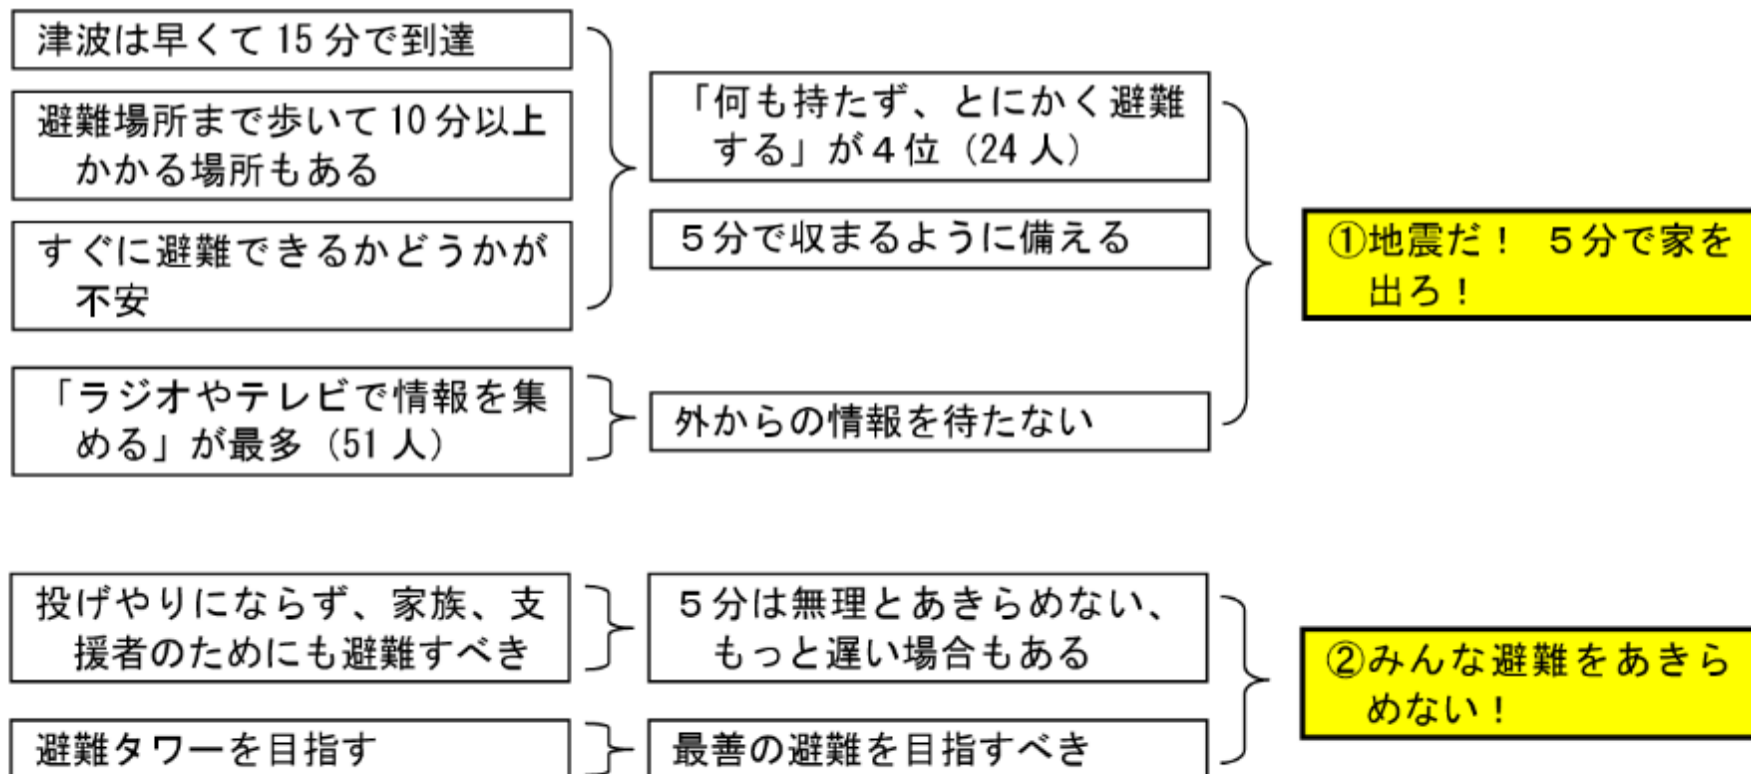 津波は早くて15分で到達
避難場所まで歩いて10分以上
かかる場所もある
すぐに避難できるかどうかが
不安
「何も持たず、とにかく避難
する」が４位（24人）
５分で収まるように備える
「ラジオやテレビで情報を集
める」が最多（51人）
外からの情報を待たない
①地震だ！　５分で家を
出ろ！
投げやりにならず、家族、支
援者のためにも避難すべき
５分は無理とあきらめない、
もっと遅い場合もある
避難タワーを目指す
最善の避難を目指すべき
②みんな避難をあきら
めない！